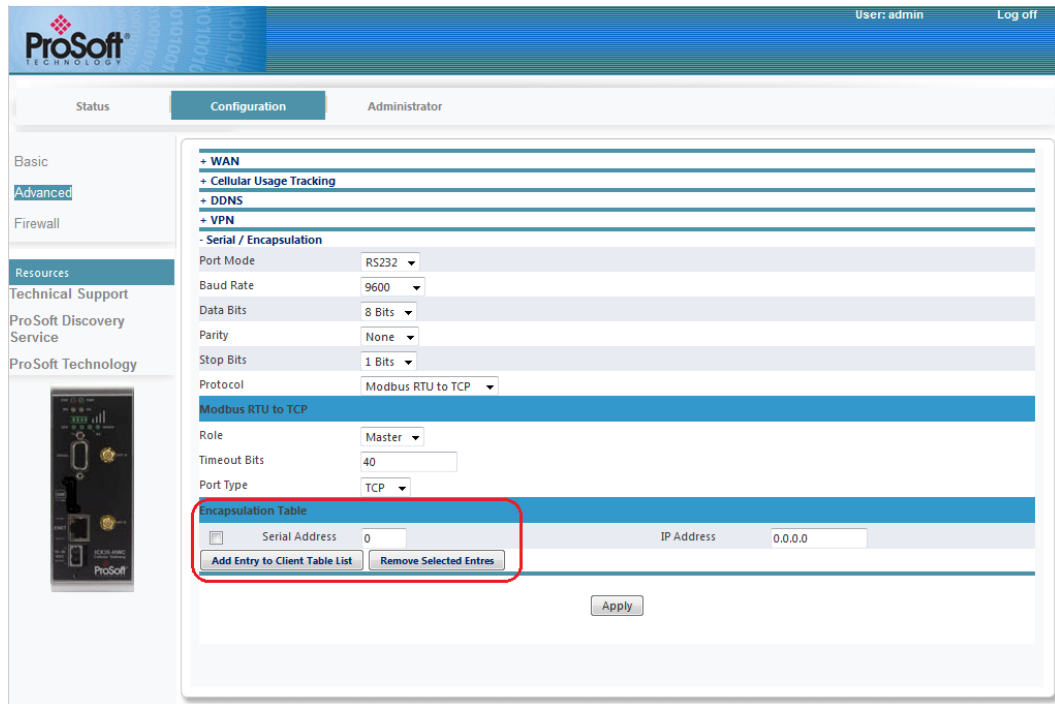 User: admin Log off
ProSoft®
TECHNOLOGY
Status Configuration Administrator
Basic
Advanced
Firewall
Resources
Technical Support
ProSoft Discovery
Service
ProSoft Technology
ProSoft
+ WAN
+ Cellular Usage Tracking
+ DDNS
+ VPN
- Serial / Encapsulation
Port Mode RS232
Baud Rate 9600
Data Bits 8 Bits
Parity None
Stop Bits 1 Bits
Protocol Modbus RTU to TCP
Modbus RTU to TCP
Role Master
Timeout Bits 40
Port Type TCP
Encapsulation Table
Serial Address 0 IP Address 0.0.0.0
Add Entry to Client Table List Remove Selected Entres
Apply